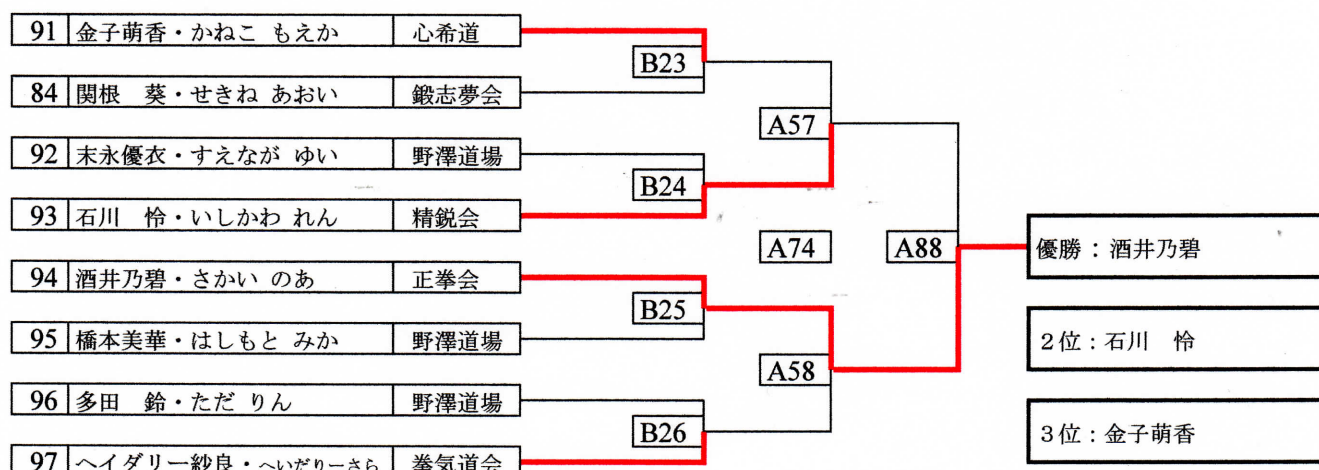 91 金子萌香・かねこ もえか 心希道
B23
84 関根 葵・せきね あおい 鍛志夢会
A57
92 末永優衣・すえなが ゆい 野澤道場
B24
93 石川 怜・いしかわ れん 精鋭会
A74 A88 優勝：酒井乃碧
94 酒井乃碧・さかい のあ 正拳会
B25
95 橋本美華・はしもと みか 野澤道場
2位：石川 怜
A58
96 多田 鈴・ただ りん 野澤道場
B26
3位：金子萌香
97 ヘイダリー紗良・へいだりーさら 拳気道会